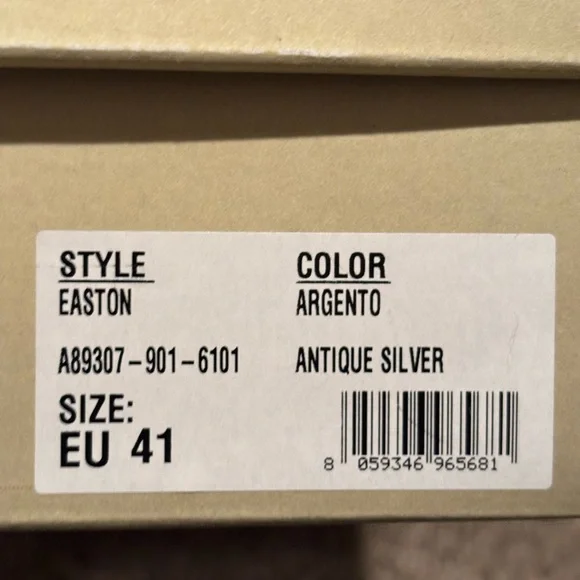 STYLE COLOR
EASTON ARGENTO
A89307-901-6101 ANTIQUE SILVER
SIZE:
EU 41
8 059346 965681